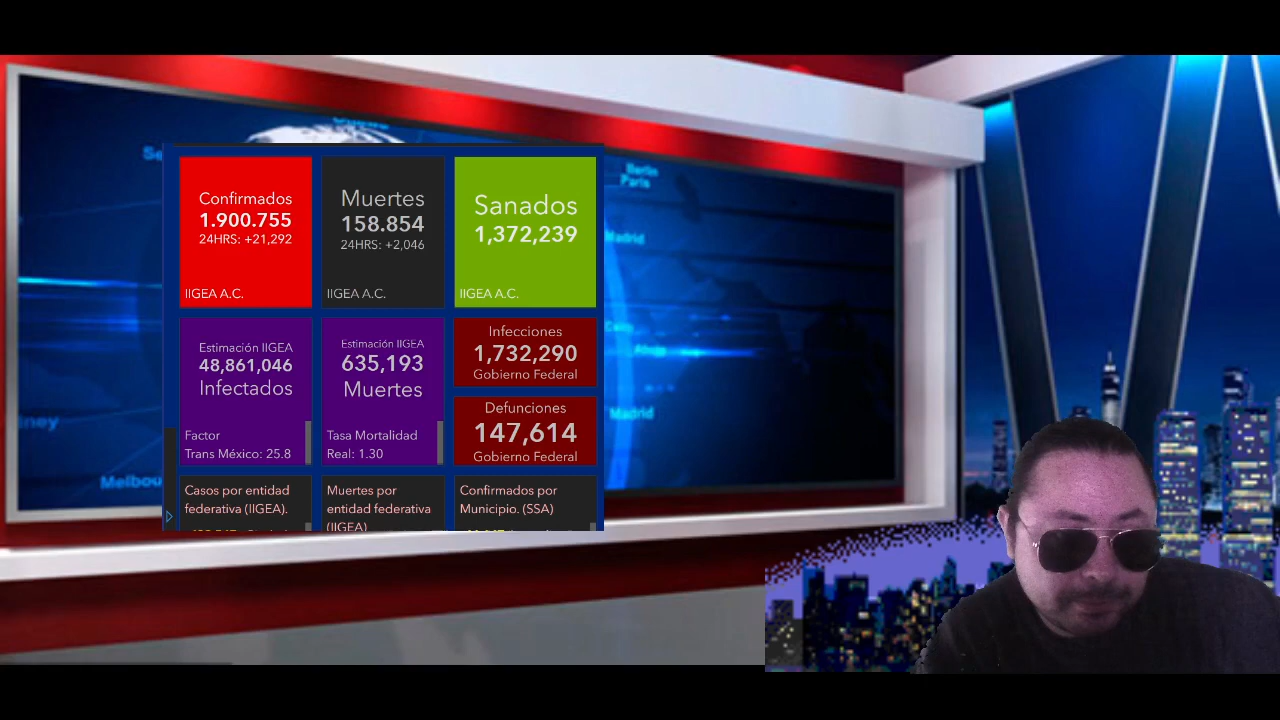 Confirmados
1.900.755
24HRS: +21,292
IIGEA A.C.
Muertes
158.854
24HRS: +2,046
IIGEA A.C.
Sanados
1,372,239
IIGEA A.C.
Estimación IIGEA
48,861,046
Infectados
Factor
Trans México: 25.8
Estimación IIGEA
635,193
Muertes
Tasa Mortalidad
Real: 1.30
Infecciones
1,732,290
Gobierno Federal
Defunciones
147,614
Gobierno Federal
Casos por entidad
federativa (IIGEA).
Muertes por
entidad federativa
(IIGEA)
Confirmados por
Municipio. (SSA)
Berlin
Paris
Madrid
Madrid